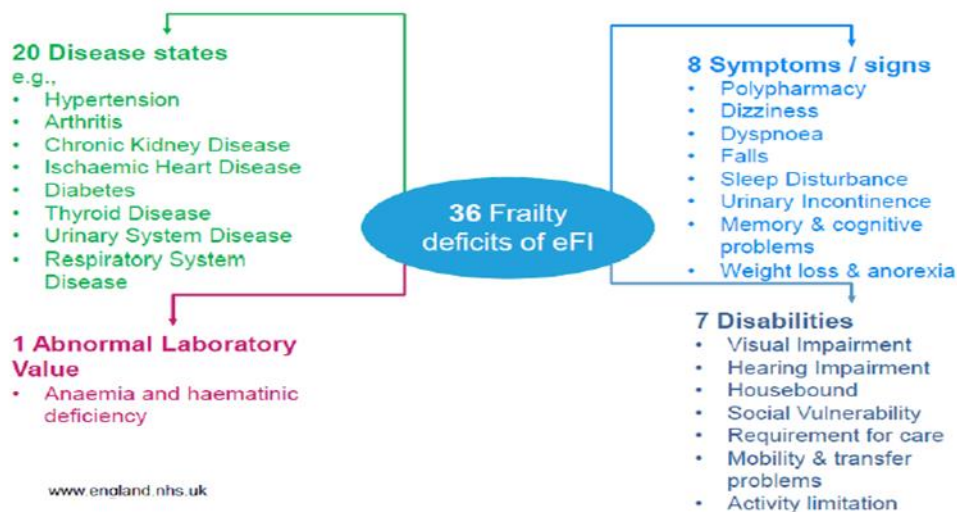 20 Disease states
e.g.,
• Hypertension
• Arthritis
• Chronic Kidney Disease
• Ischaemic Heart Disease
• Diabetes
• Thyroid Disease
• Urinary System Disease
• Respiratory System
Disease
1 Abnormal Laboratory
Value
• Anaemia and haematinic
deficiency
36 Frailty
deficits of eFI
8 Symptoms / signs
• Polypharmacy
• Dizziness
• Dyspnoea
• Falls
• Sleep Disturbance
• Urinary Incontinence
• Memory & cognitive
problems
• Weight loss & anorexia
7 Disabilities
• Visual Impairment
• Hearing Impairment
• Housebound
• Social Vulnerability
• Requirement for care
• Mobility & transfer
problems
• Activity limitation
www.england.nhs.uk